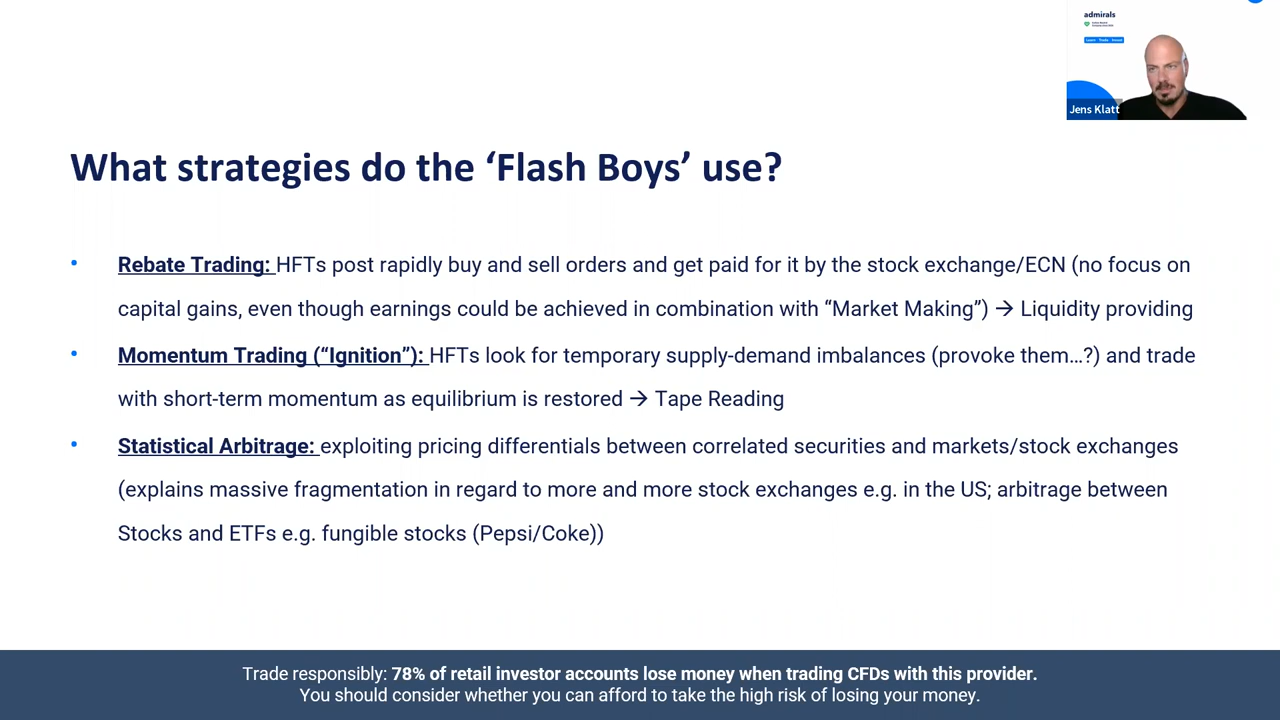 admirals
Jens Klatt
What strategies do the ‘Flash Boys’ use?
• Rebate Trading: HFTs post rapidly buy and sell orders and get paid for it by the stock exchange/ECN (no focus on
capital gains, even though earnings could be achieved in combination with “Market Making”) → Liquidity providing
• Momentum Trading (“Ignition”): HFTs look for temporary supply-demand imbalances (provoke them…?) and trade
with short-term momentum as equilibrium is restored → Tape Reading
• Statistical Arbitrage: exploiting pricing differentials between correlated securities and markets/stock exchanges
(explains massive fragmentation in regard to more and more stock exchanges e.g. in the US; arbitrage between
Stocks and ETFs e.g. fungible stocks (Pepsi/Coke))
Trade responsibly: 78% of retail investor accounts lose money when trading CFDs with this provider.
You should consider whether you can afford to take the high risk of losing your money.